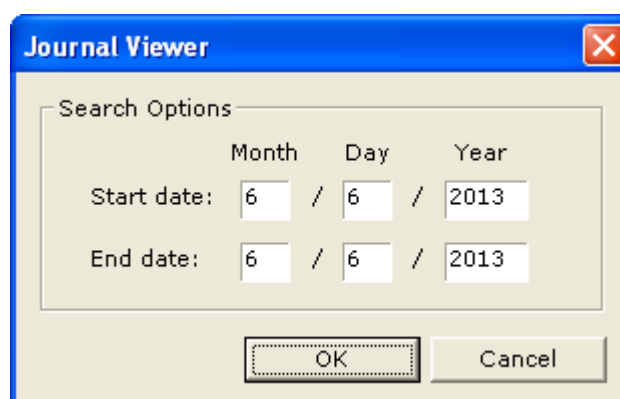 Journal Viewer
Search Options
Month Day Year
Start date: 6 / 6 / 2013
End date: 6 / 6 / 2013
OK Cancel